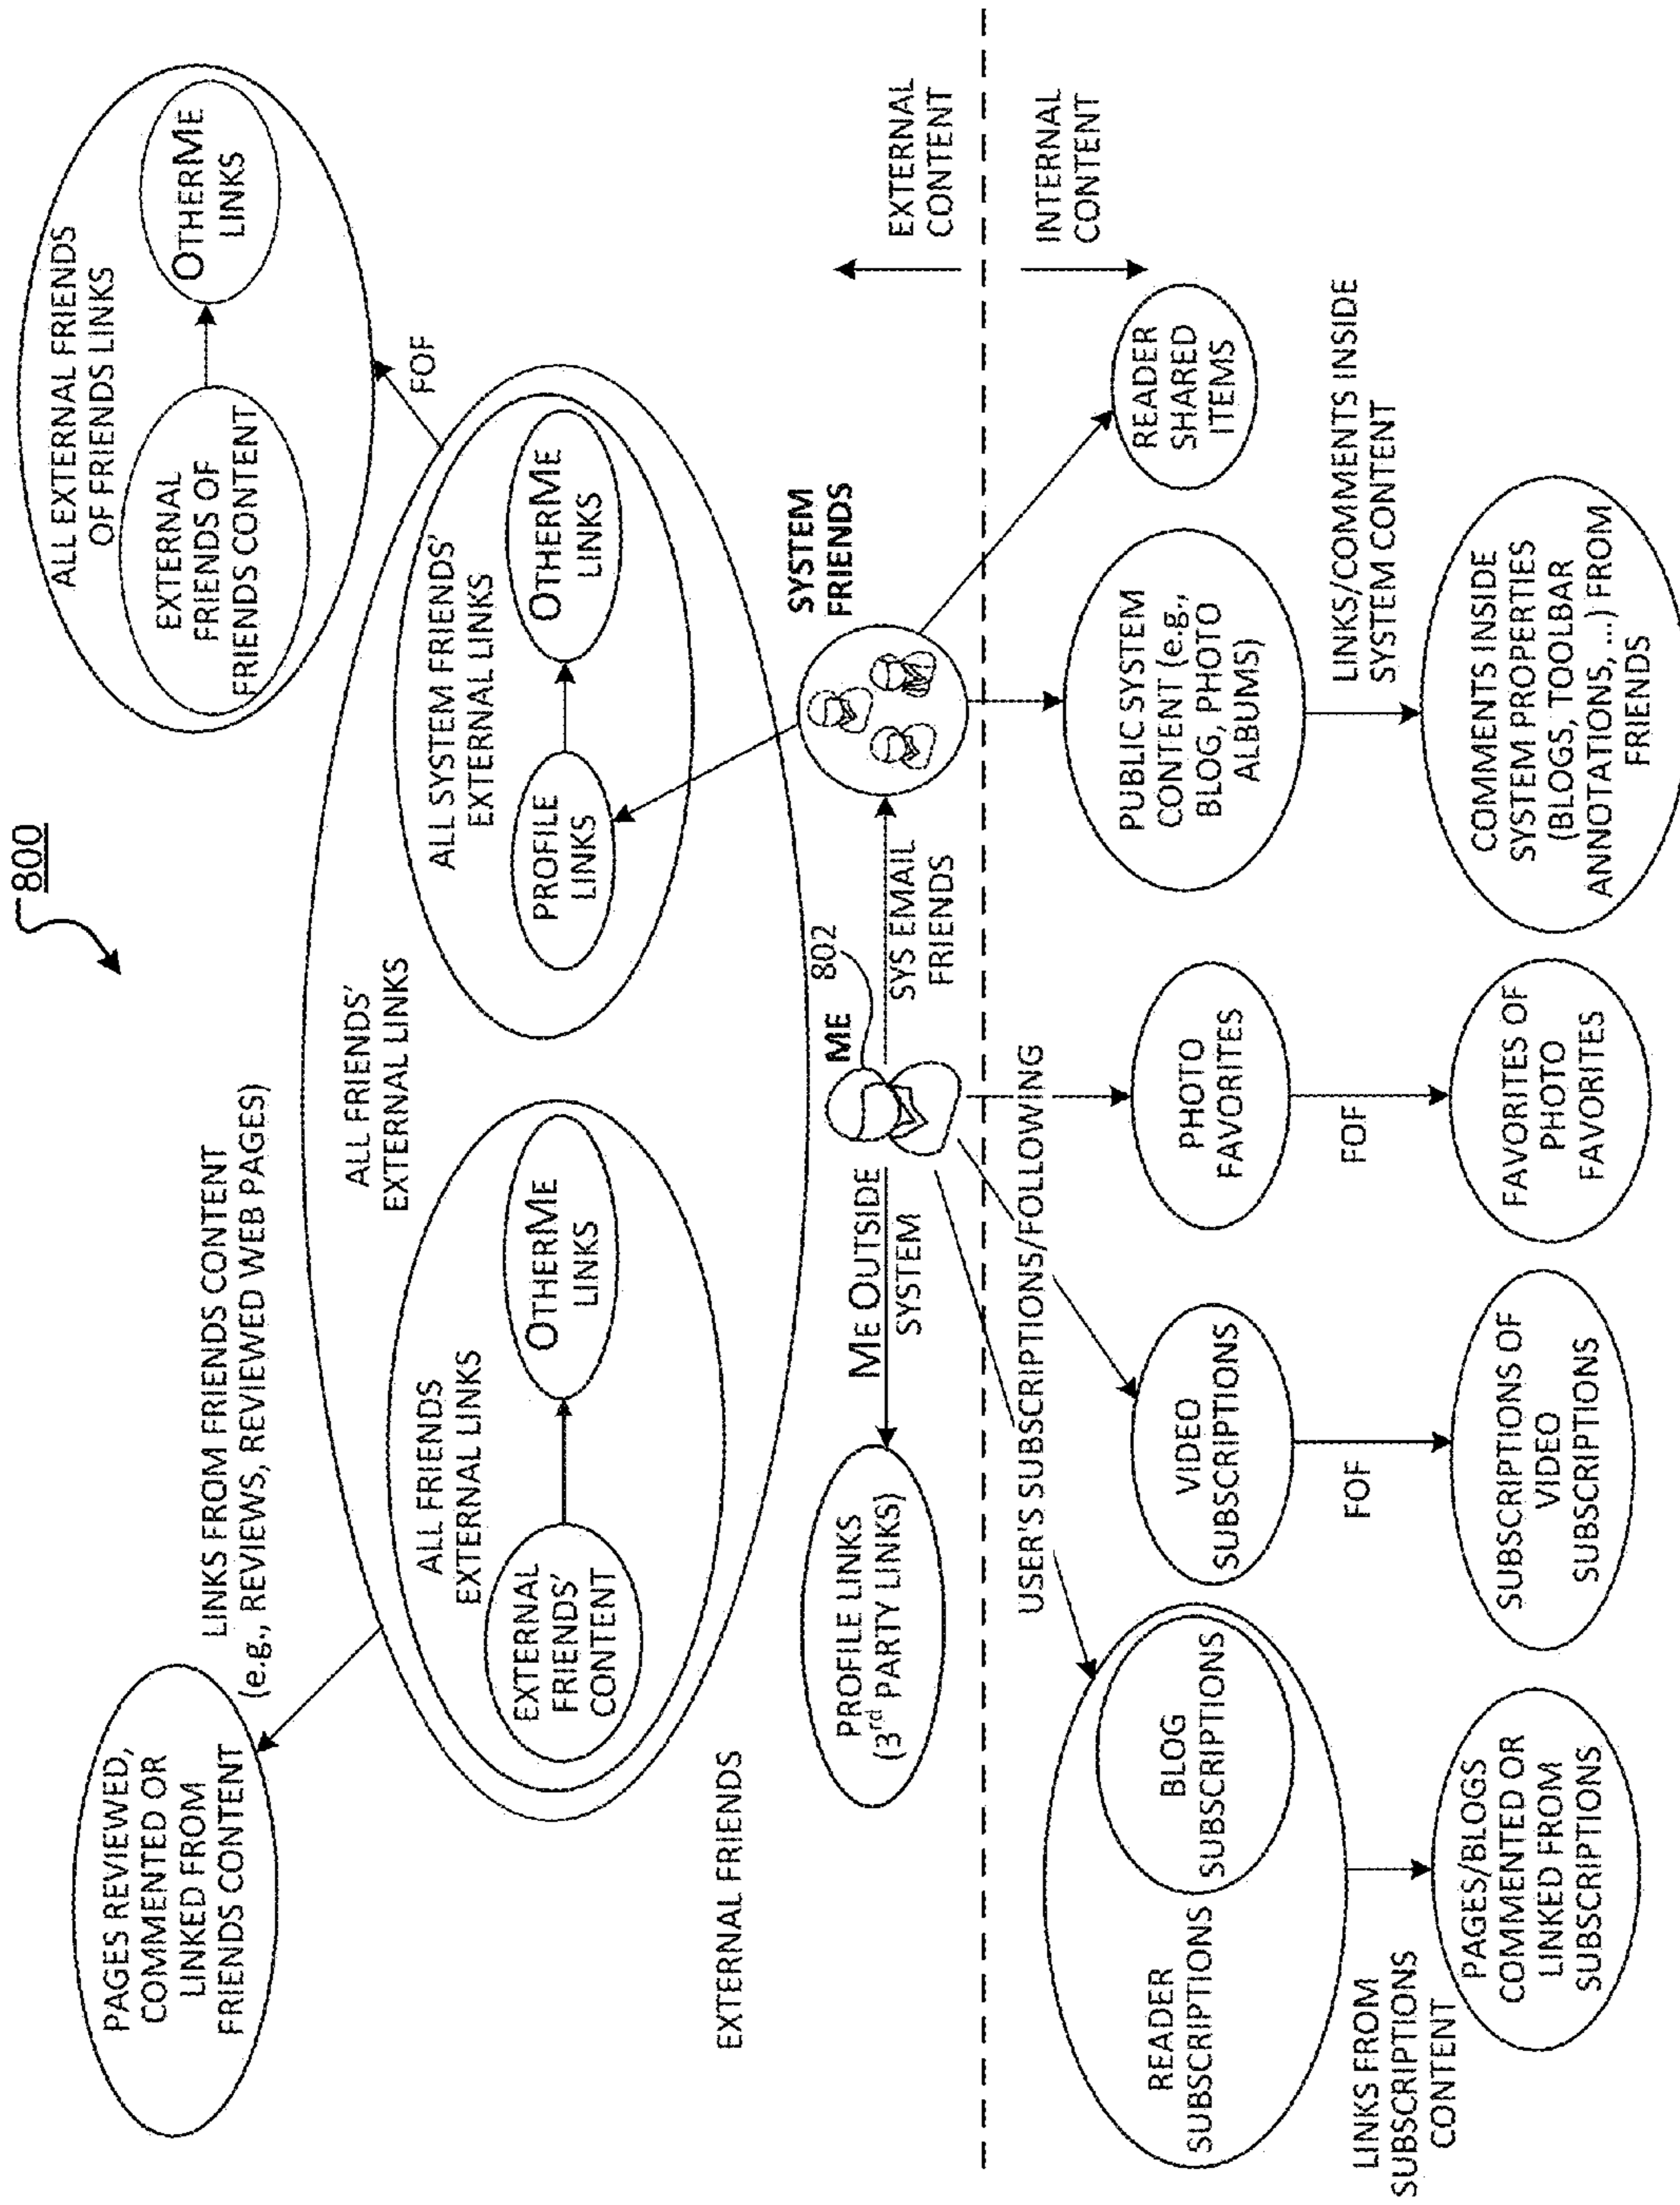 800
PAGES REVIEWED,
COMMENTED OR
LINKED FROM
FRIENDS CONTENT
LINKS FROM FRIENDS CONTENT
(e.g., REVIEWS, REVIEWED WEB PAGES)
ALL EXTERNAL FRIENDS
OF FRIENDS LINKS
EXTERNAL
FRIENDS OF
FRIENDS CONTENT
OTHERME
LINKS
FOF
ALL FRIENDS'
EXTERNAL LINKS
ALL FRIENDS
EXTERNAL LINKS
EXTERNAL
FRIENDS'
CONTENT
OTHERME
LINKS
ALL SYSTEM FRIENDS'
EXTERNAL LINKS
PROFILE
LINKS
OTHERME
LINKS
EXTERNAL FRIENDS
PROFILE LINKS
(3rd PARTY LINKS)
ME OUTSIDE
SYSTEM
ME
802
SYS EMAIL
FRIENDS
SYSTEM
FRIENDS
EXTERNAL
CONTENT
INTERNAL
CONTENT
USER'S SUBSCRIPTIONS/FOLLOWING
READER
SUBSCRIPTIONS
BLOG
SUBSCRIPTIONS
VIDEO
SUBSCRIPTIONS
PHOTO
FAVORITES
PUBLIC SYSTEM
CONTENT (e.g.,
BLOG, PHOTO
ALBUMS)
READER
SHARED
ITEMS
LINKS FROM
SUBSCRIPTIONS
CONTENT
FOF
FOF
LINKS/COMMENTS INSIDE
SYSTEM CONTENT
PAGES/BLOGS
COMMENTED OR
LINKED FROM
SUBSCRIPTIONS
SUBSCRIPTIONS OF
VIDEO
SUBSCRIPTIONS
FAVORITES OF
PHOTO
FAVORITES
COMMENTS INSIDE
SYSTEM PROPERTIES
(BLOGS, TOOLBAR
ANNOTATIONS, ...) FROM
FRIENDS